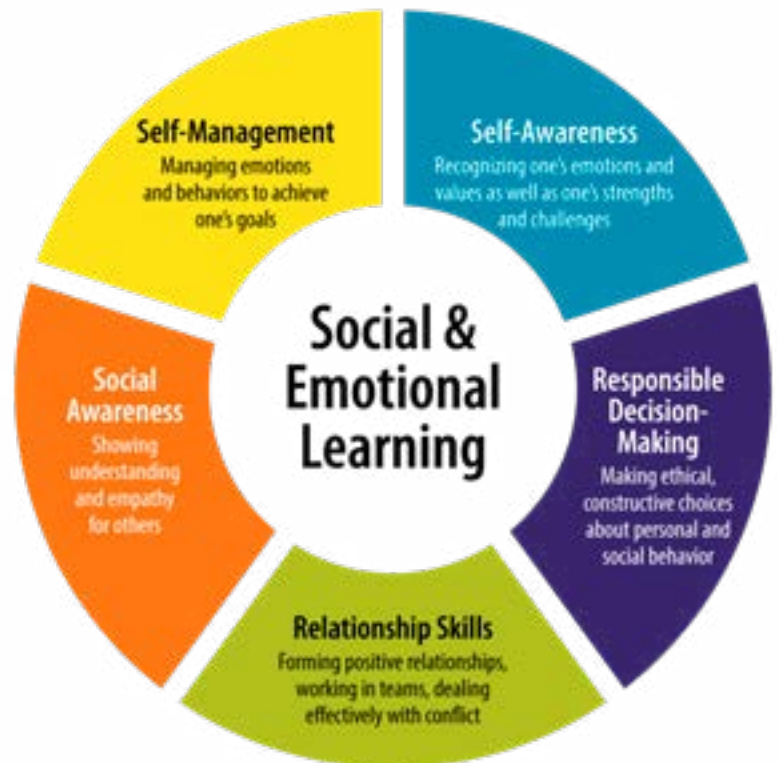 Self-Management
Managing emotions
and behaviors to achieve
one's goals
Self-Awareness
Recognizing one's emotions and
values as well as one's strengths
and challenges
Social &
Emotional
Learning
Social
Awareness
Showing
understanding
and empathy
for others
Responsible
Decision-
Making
Making ethical,
constructive choices
about personal and
social behavior
Relationship Skills
Forming positive relationships,
working in teams, dealing
effectively with conflict